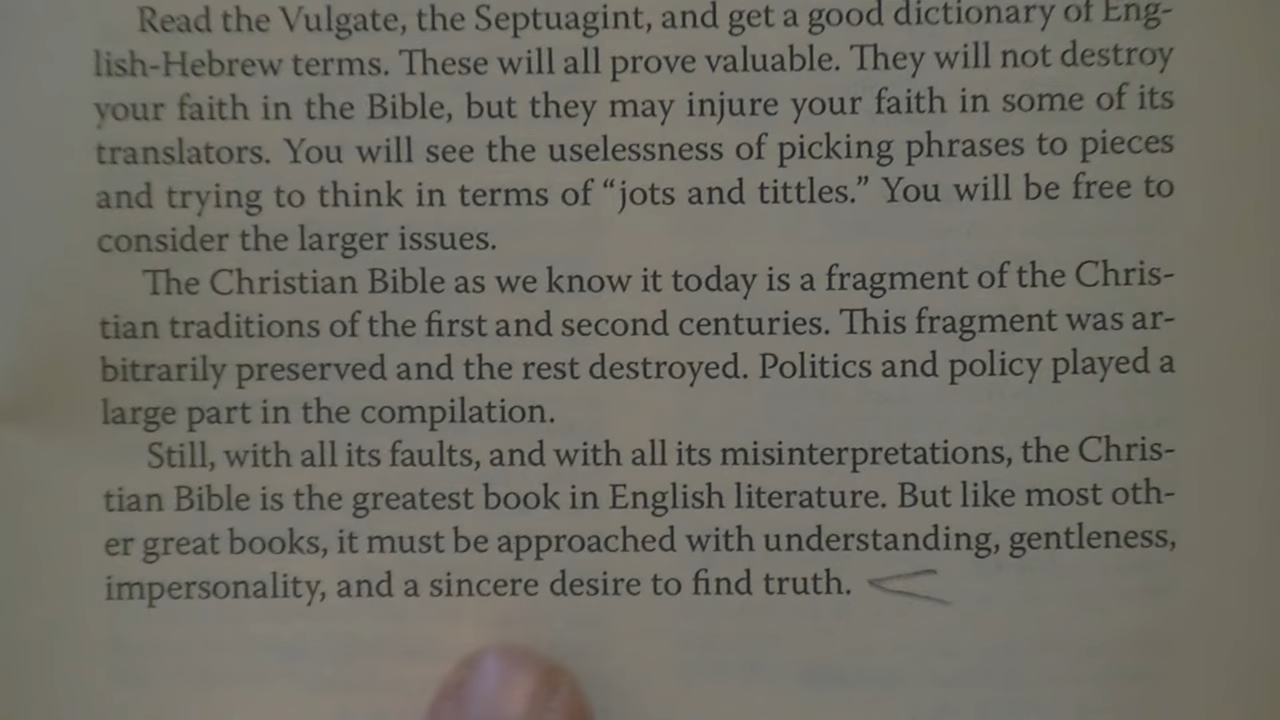 Read the Vulgate, the Septuagint, and get a good dictionary of Eng-
lish-Hebrew terms. These will all prove valuable. They will not destroy
your faith in the Bible, but they may injure your faith in some of its
translators. You will see the uselessness of picking phrases to pieces
and trying to think in terms of “jots and tittles.” You will be free to
consider the larger issues.
The Christian Bible as we know it today is a fragment of the Chris-
tian traditions of the first and second centuries. This fragment was ar-
bitrarily preserved and the rest destroyed. Politics and policy played a
large part in the compilation.
Still, with all its faults, and with all its misinterpretations, the Chris-
tian Bible is the greatest book in English literature. But like most oth-
er great books, it must be approached with understanding, gentleness,
impersonality, and a sincere desire to find truth.